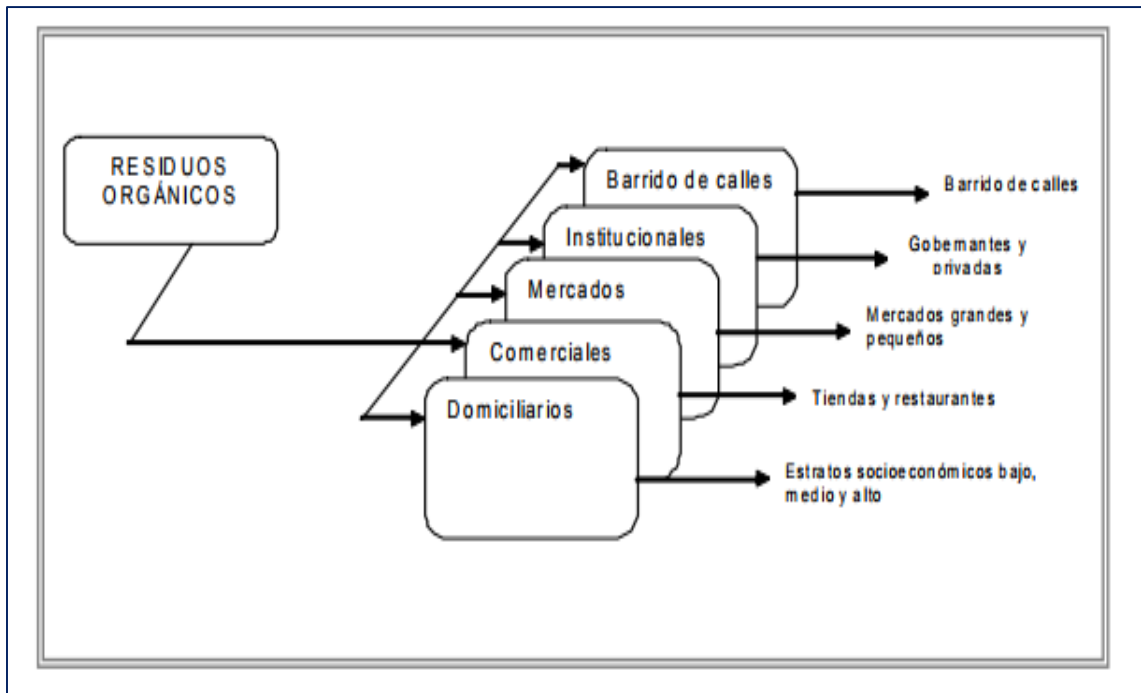 RESIDUOS
ORGÁNICOS
Barrido de calles
Barrido de calles
Institucionales
Gobernantes y
privadas
Mercados
Mercados grandes y
pequeños
Comerciales
Tiendas y restaurantes
Domiciliarios
Estratos socioeconómicos bajo,
medio y alto